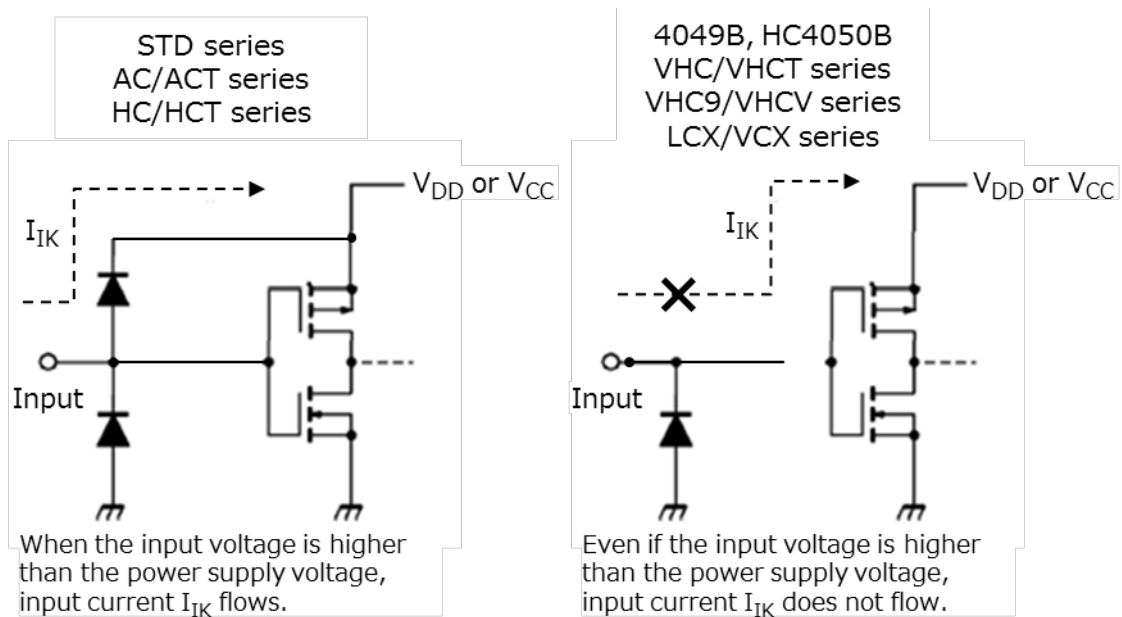 STD series
AC/ACT series
HC/HCT series
V_DD or V_CC
I_IK
Input
When the input voltage is higher
than the power supply voltage,
input current I_IK flows.
4049B, HC4050B
VHC/VHCT series
VHC9/VHCV series
LCX/VCX series
V_DD or V_CC
I_IK
Input
Even if the input voltage is higher
than the power supply voltage,
input current I_IK does not flow.